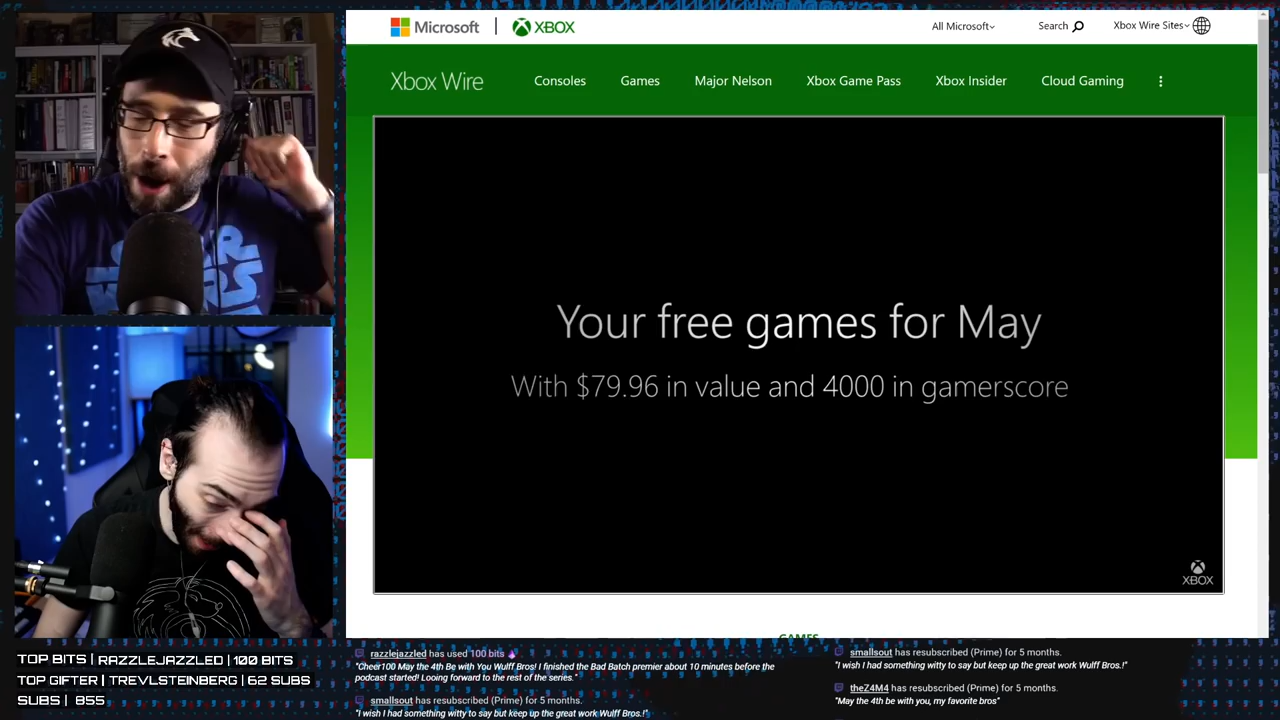 Microsoft | XBOX
All Microsoft
Search
Xbox Wire Sites
Xbox Wire
Consoles
Games
Major Nelson
Xbox Game Pass
Xbox Insider
Cloud Gaming
Your free games for May
With $79.96 in value and 4000 in gamerscore
XBOX
GAMES
TOP BITS | RAZZLEJAZZLED | 100 BITS
TOP GIFTER | TREVLSTEINBERG | 62 SUBS
SUBS | 855
razzlejazzled has used 100 bits
"Cheer100 May the 4th Be with You Wulff Bros! I finished the Bad Batch premier about 10 minutes before the
podcast started! Looing forward to the rest of the series."
smallsout has resubscribed (Prime) for 5 months.
"I wish I had something witty to say but keep up the great work Wulff Bros.!"
smallsout has resubscribed (Prime) for 5 months.
"I wish I had something witty to say but keep up the great work Wulff Bros.!"
theZ4M4 has resubscribed (Prime) for 5 months.
"May the 4th be with you, my favorite bros"